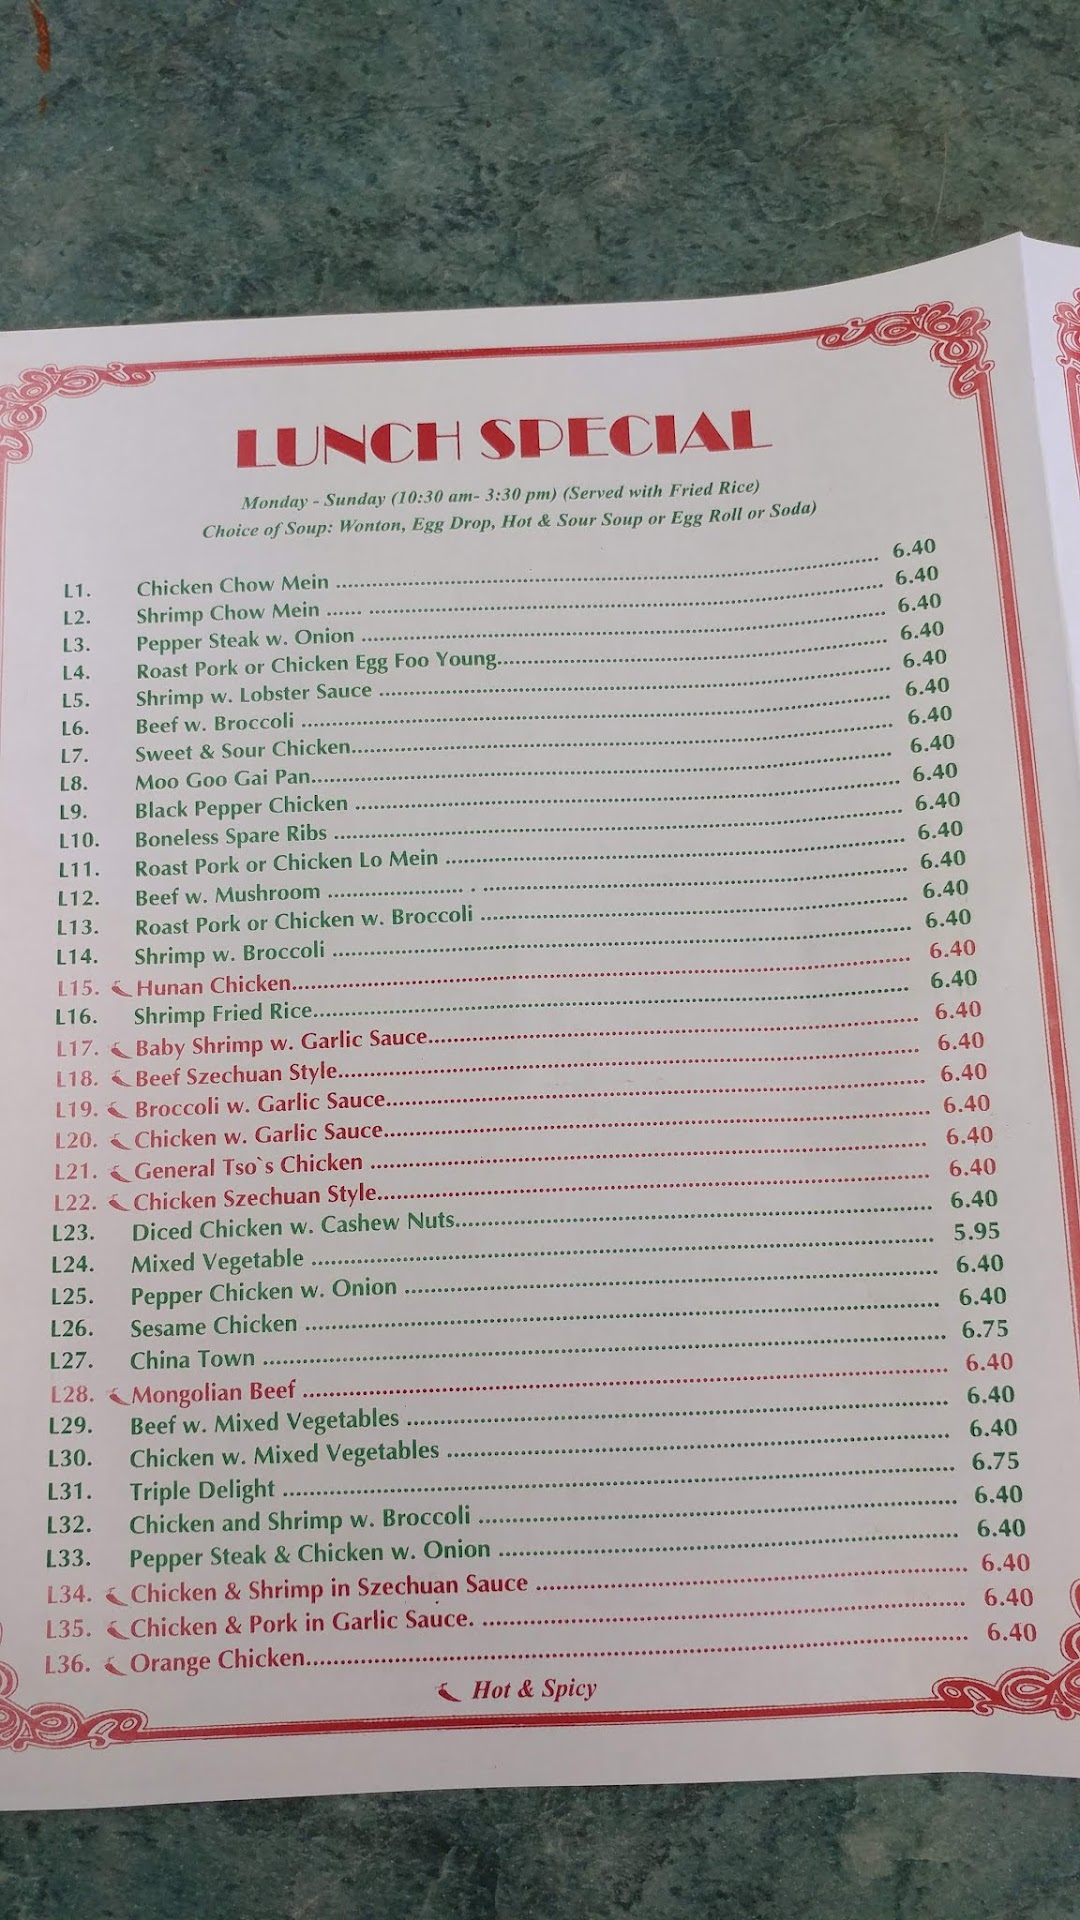 LUNCH SPECIAL
Monday - Sunday (10:30 am- 3:30 pm) (Served with Fried Rice)
Choice of Soup: Wonton, Egg Drop, Hot & Sour Soup or Egg Roll or Soda)
L1. Chicken Chow Mein 6.40
L2. Shrimp Chow Mein 6.40
L3. Pepper Steak w. Onion 6.40
L4. Roast Pork or Chicken Egg Foo Young 6.40
L5. Shrimp w. Lobster Sauce 6.40
L6. Beef w. Broccoli 6.40
L7. Sweet & Sour Chicken 6.40
L8. Moo Goo Gai Pan 6.40
L9. Black Pepper Chicken 6.40
L10. Boneless Spare Ribs 6.40
L11. Roast Pork or Chicken Lo Mein 6.40
L12. Beef w. Mushroom 6.40
L13. Roast Pork or Chicken w. Broccoli 6.40
L14. Shrimp w. Broccoli 6.40
L15. Hunan Chicken 6.40
L16. Shrimp Fried Rice 6.40
L17. Baby Shrimp w. Garlic Sauce 6.40
L18. Beef Szechuan Style 6.40
L19. Broccoli w. Garlic Sauce 6.40
L20. Chicken w. Garlic Sauce 6.40
L21. General Tso`s Chicken 6.40
L22. Chicken Szechuan Style 6.40
L23. Diced Chicken w. Cashew Nuts 6.40
L24. Mixed Vegetable 5.95
L25. Pepper Chicken w. Onion 6.40
L26. Sesame Chicken 6.40
L27. China Town 6.75
L28. Mongolian Beef 6.40
L29. Beef w. Mixed Vegetables 6.40
L30. Chicken w. Mixed Vegetables 6.40
L31. Triple Delight 6.75
L32. Chicken and Shrimp w. Broccoli 6.40
L33. Pepper Steak & Chicken w. Onion 6.40
L34. Chicken & Shrimp in Szechuan Sauce 6.40
L35. Chicken & Pork in Garlic Sauce. 6.40
L36. Orange Chicken 6.40
Hot & Spicy